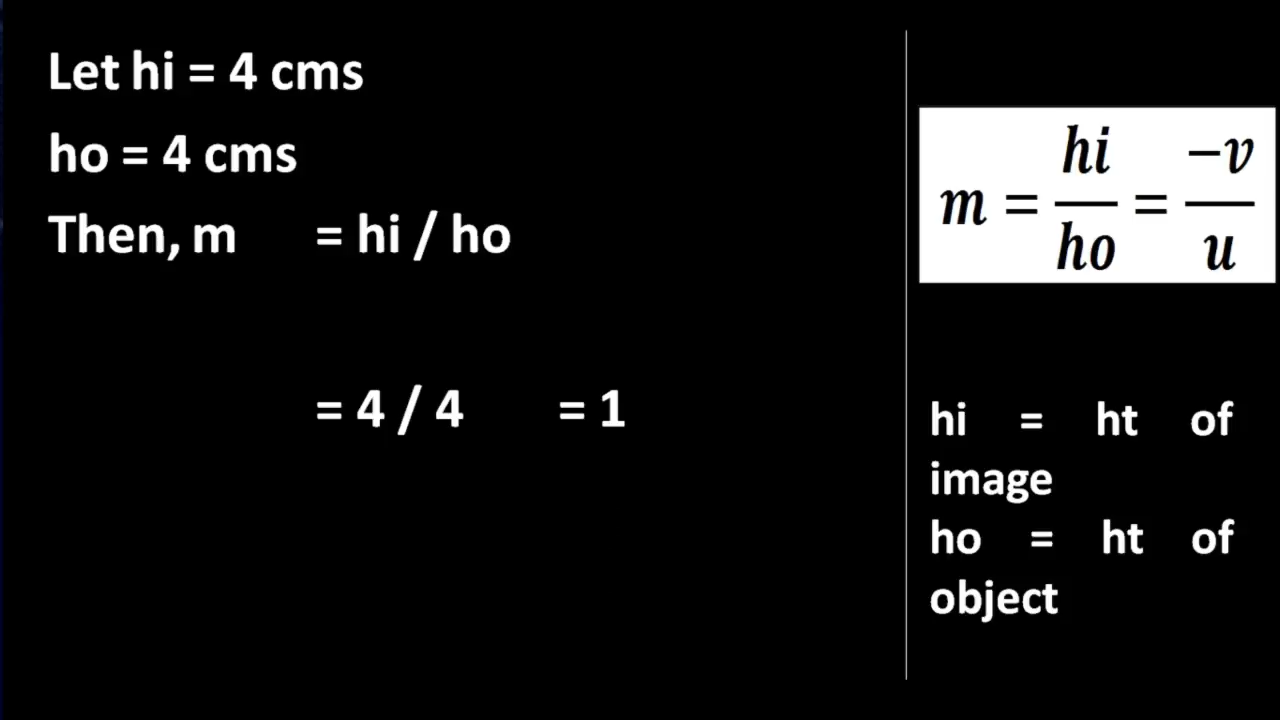 Let hi = 4 cms
ho = 4 cms
Then, m = hi / ho
= 4 / 4 = 1
m = hi/ho = −v/u
hi = ht of
image
ho = ht of
object